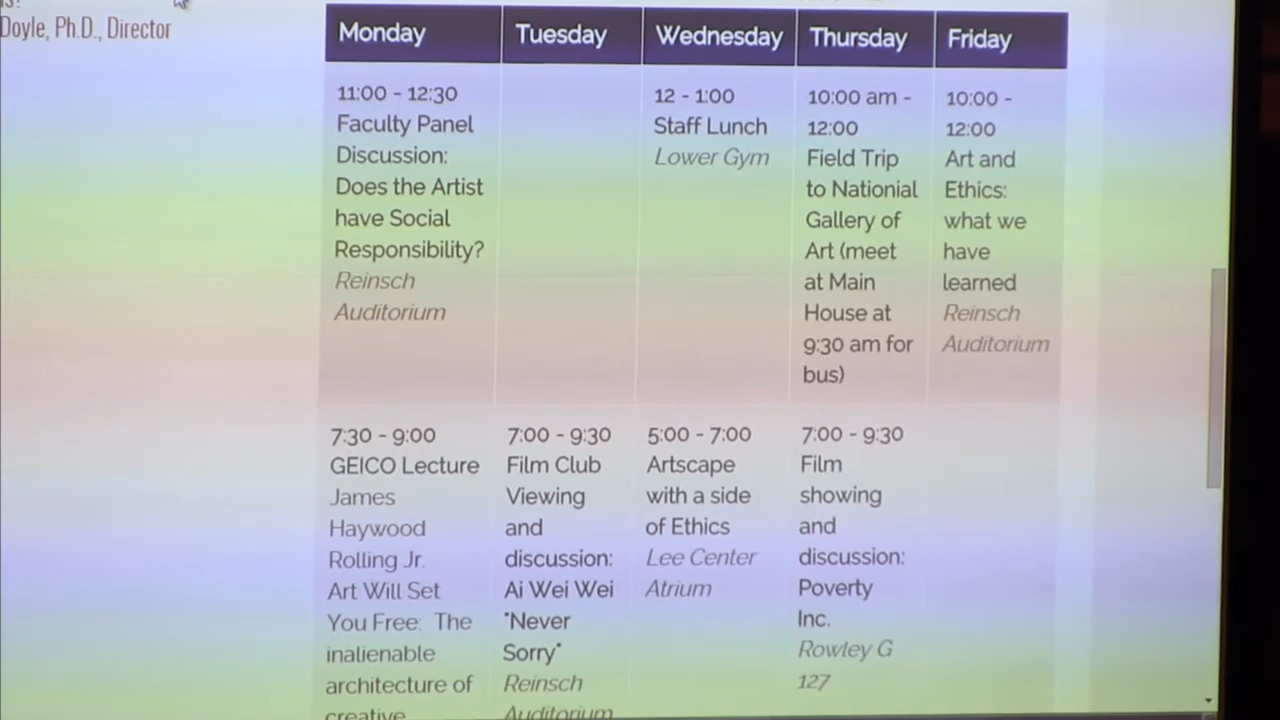 Doyle, Ph.D., Director
Monday
Tuesday
Wednesday
Thursday
Friday
11:00 - 12:30
Faculty Panel
Discussion:
Does the Artist
have Social
Responsibility?
Reinsch
Auditorium
12 - 1:00
Staff Lunch
Lower Gym
10:00 am -
12:00
Field Trip
to Nationial
Gallery of
Art (meet
at Main
House at
9:30 am for
bus)
10:00 -
12:00
Art and
Ethics:
what we
have
learned
Reinsch
Auditorium
7:30 - 9:00
GEICO Lecture
James
Haywood
Rolling Jr.
Art Will Set
You Free: The
inalienable
architecture of
creative
7:00 - 9:30
Film Club
Viewing
and
discussion:
Ai Wei Wei
"Never
Sorry"
Reinsch
Auditorium
5:00 - 7:00
Artscape
with a side
of Ethics
Lee Center
Atrium
7:00 - 9:30
Film
showing
and
discussion:
Poverty
Inc.
Rowley G
127